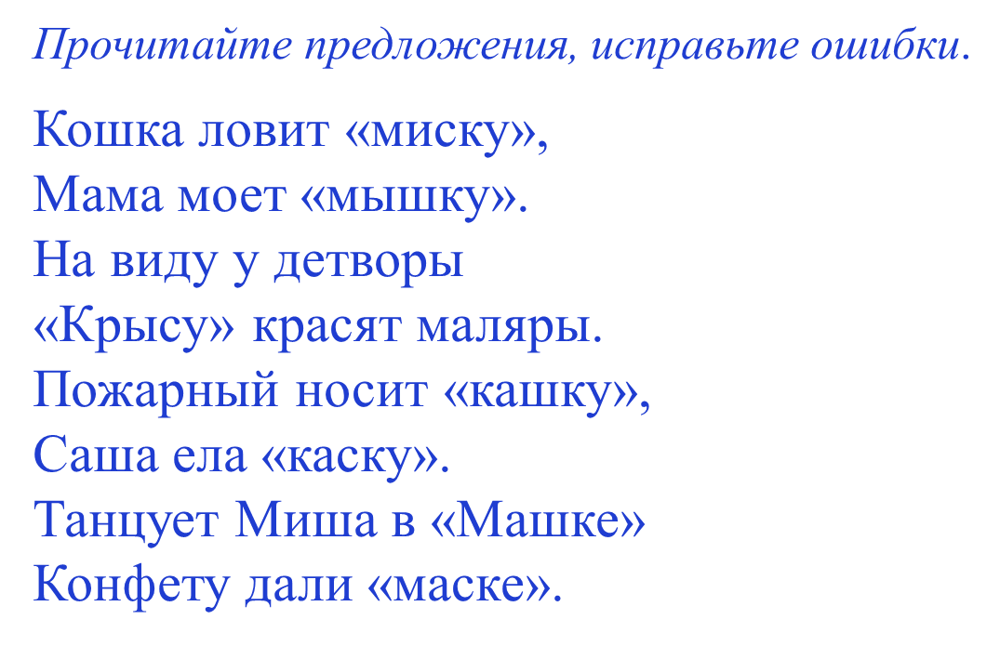 Прочитайте предложения, исправьте ошибки.
Кошка ловит «миску»,
Мама моет «мышку».
На виду у детворы
«Крысу» красят маляры.
Пожарный носит «кашку»,
Саша ела «каску».
Танцует Миша в «Машке»
Конфету дали «маске».